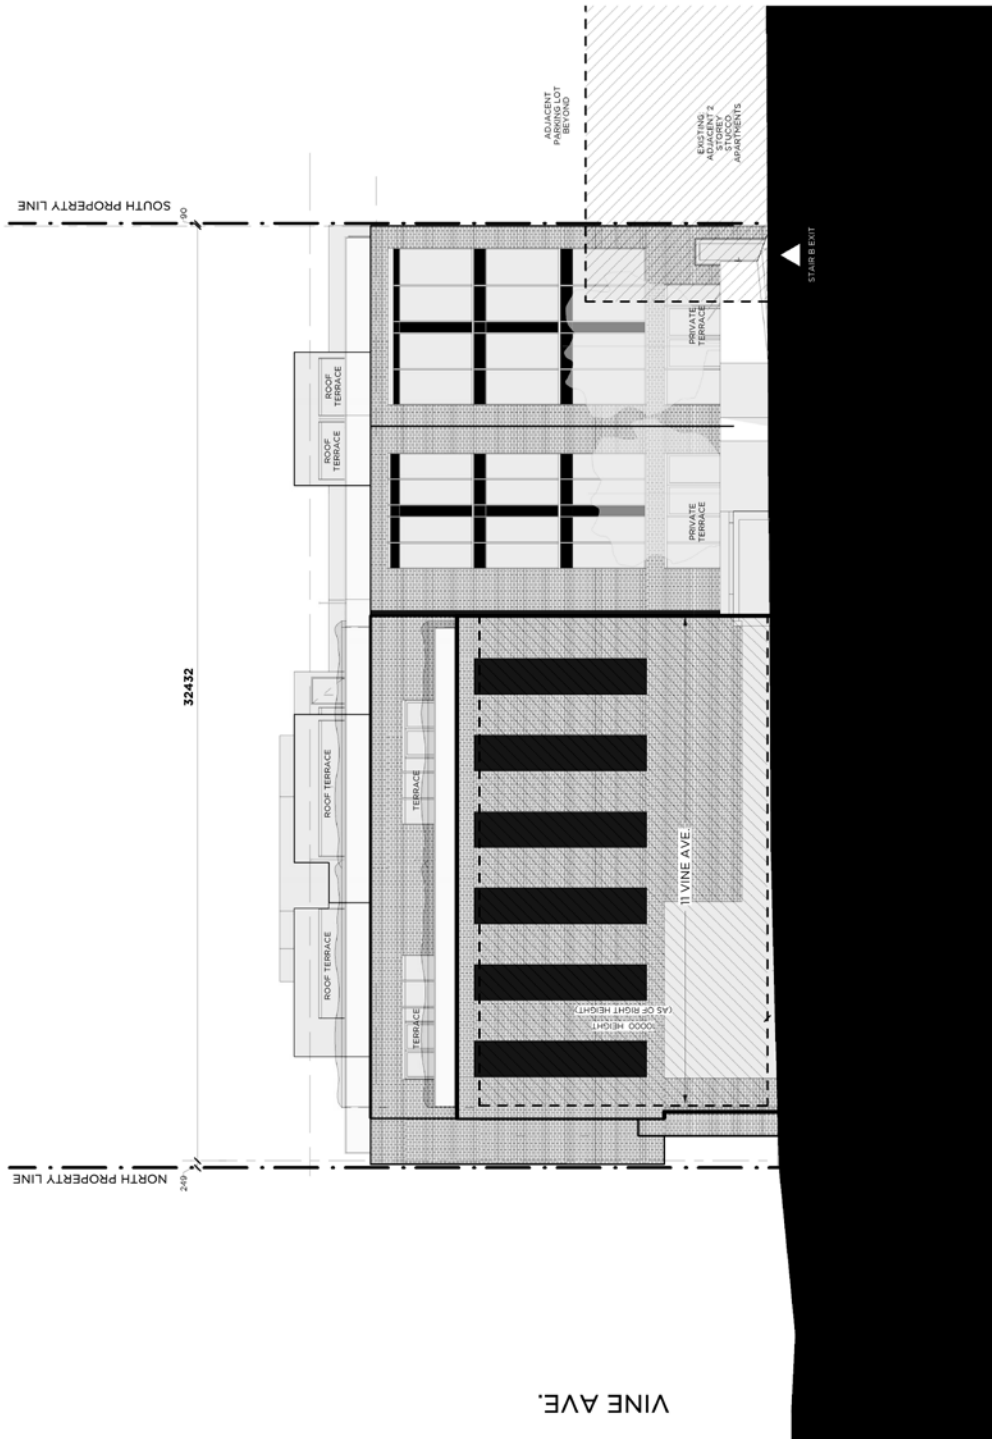 SOUTH PROPERTY LINE
90
ADJACENT
PARKING LOT
BEYOND
EXISTING
ADJACENT 2
STOREY
STUCCO
APARTMENTS
STAIR B EXIT
ROOF
TERRACE
ROOF
TERRACE
PRIVATE
TERRACE
PRIVATE
TERRACE
32432
ROOF TERRACE
ROOF TERRACE
TERRACE
TERRACE
11 VINE AVE.
10000 HEIGHT
(AS OF RIGHT HEIGHT)
NORTH PROPERTY LINE
249
VINE AVE.